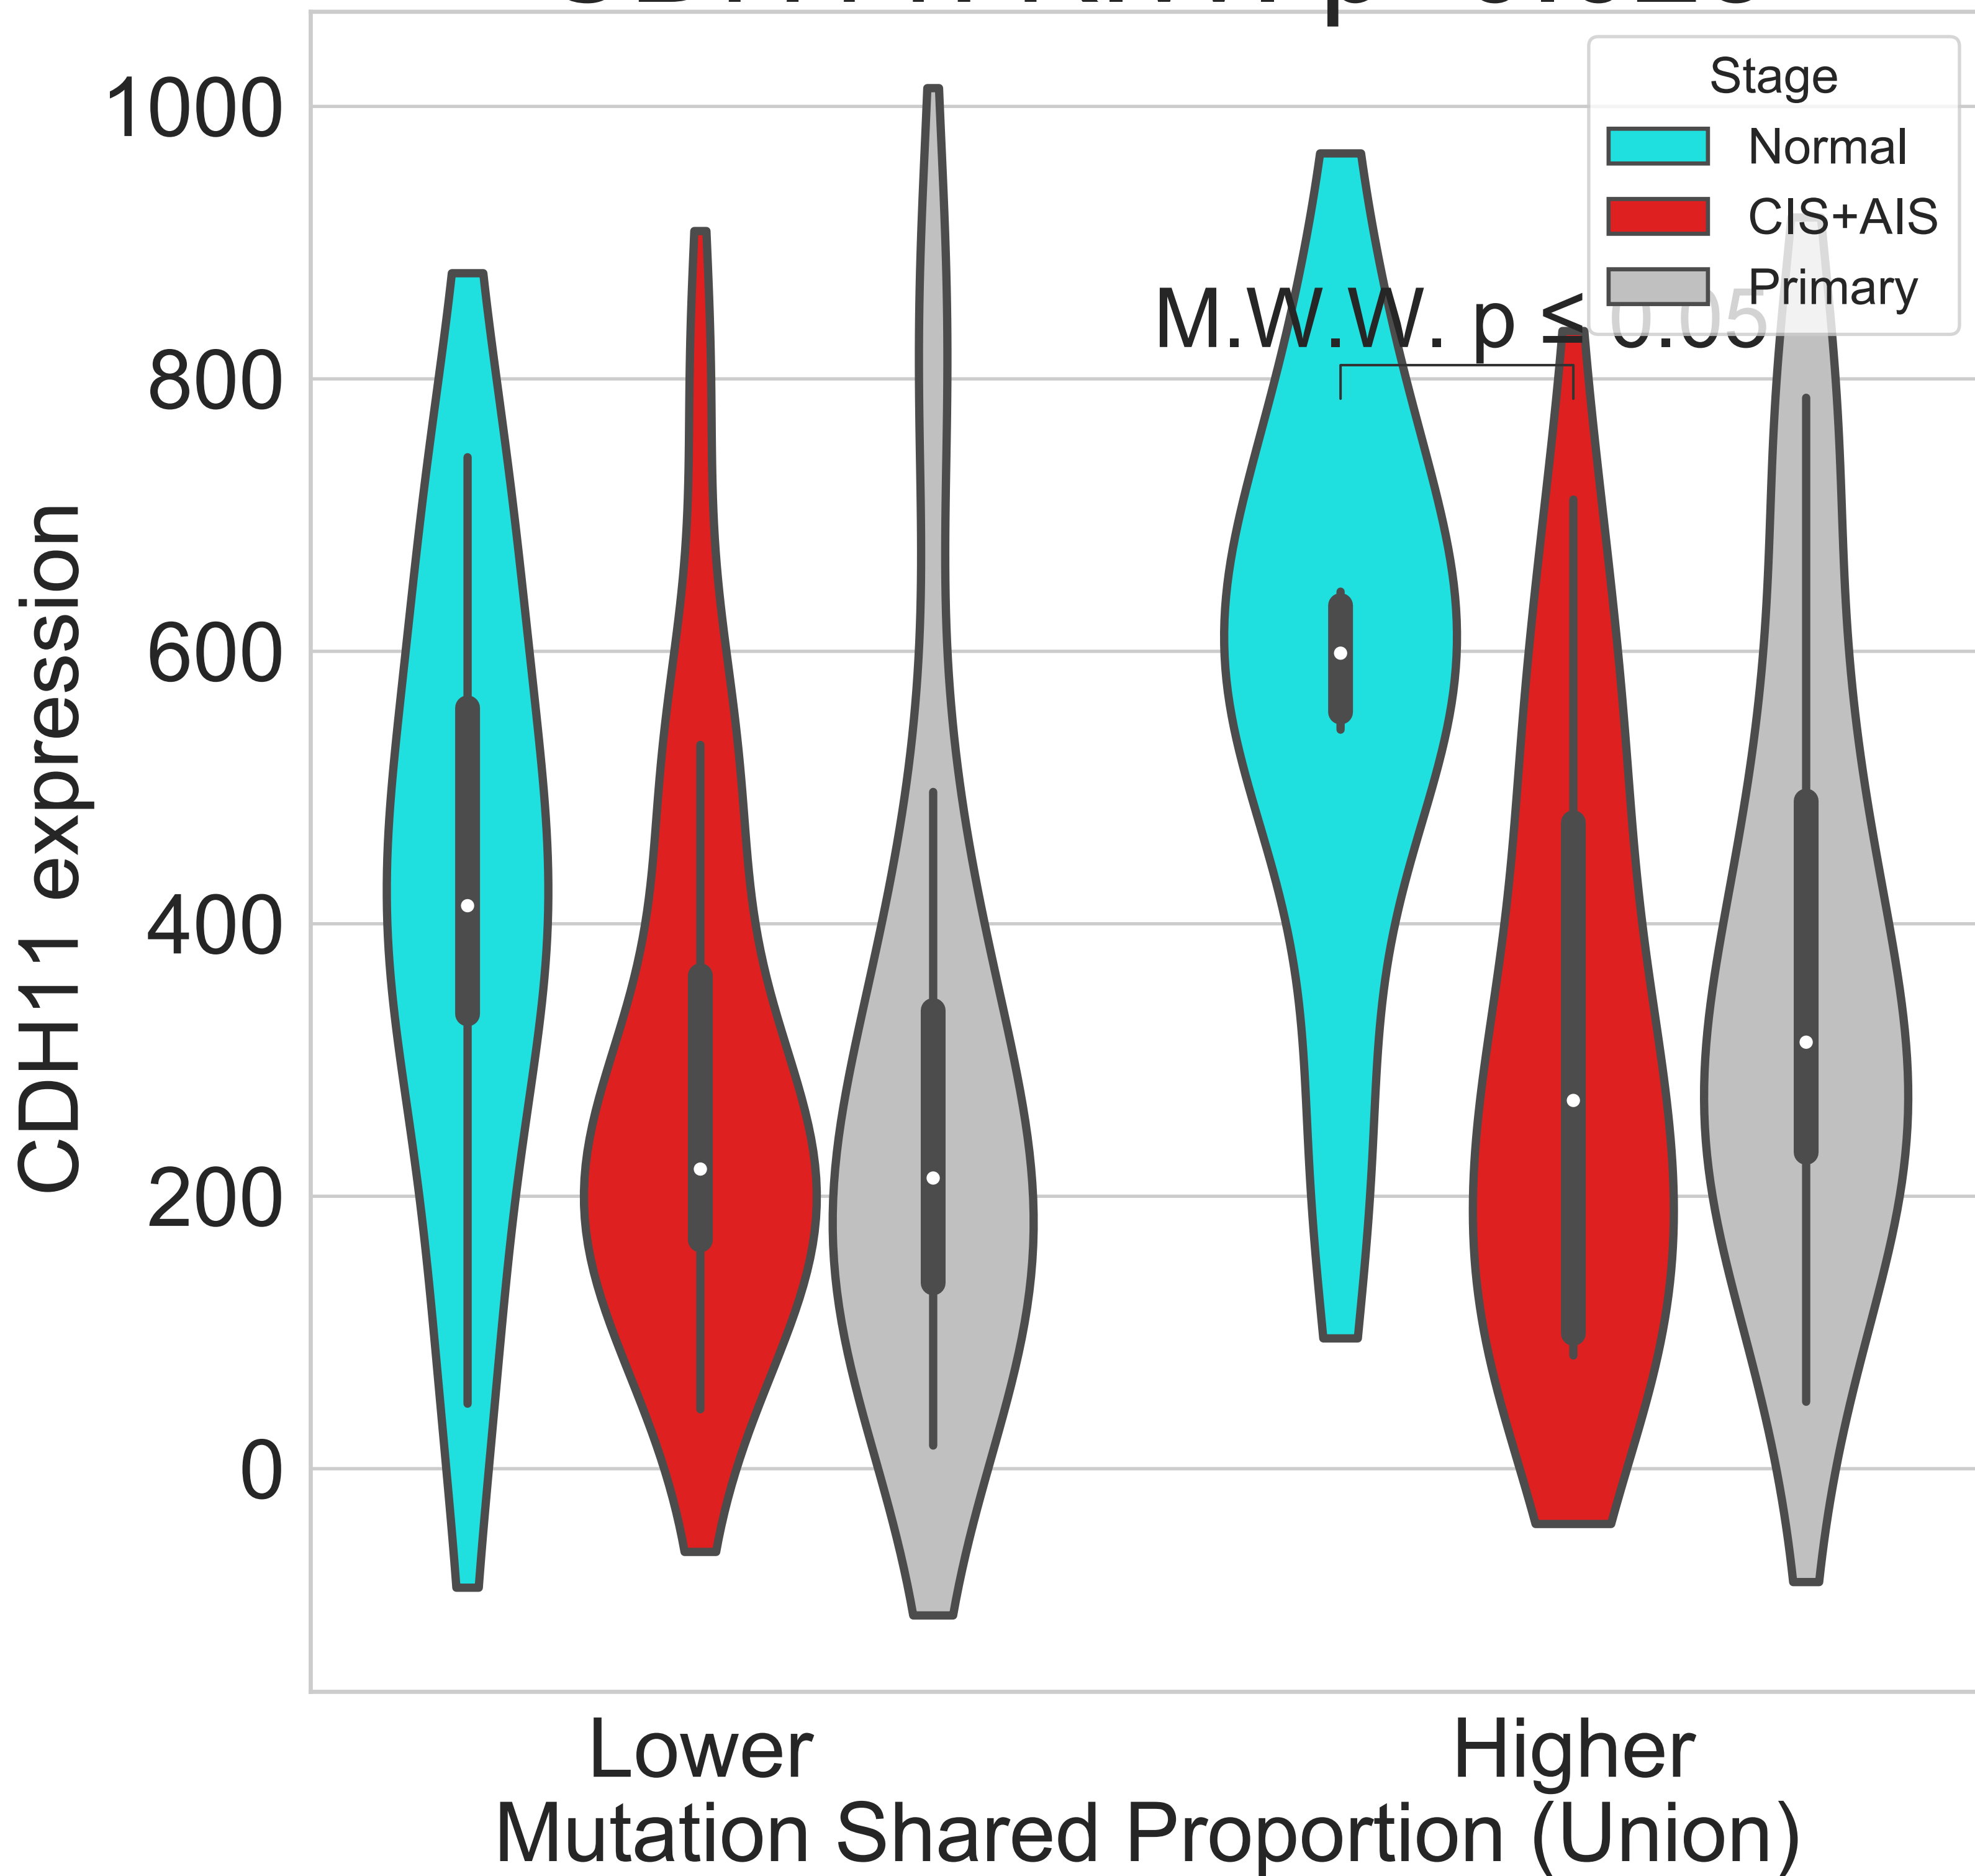 1000
800
600
400
200
0
CDH11 expression
Stage
Normal
CIS+AIS
Primary
M.W.W. p ≤ 0.05
Lower
Higher
Mutation Shared Proportion (Union)